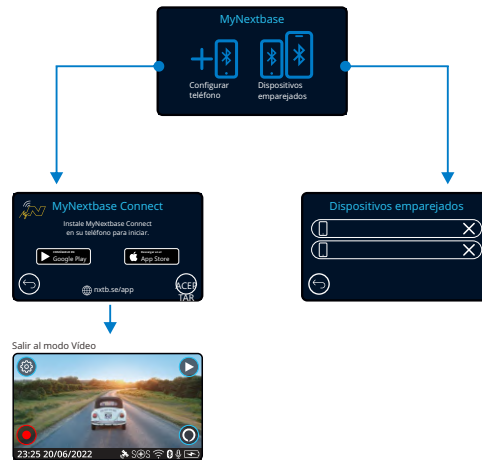 MyNextbase
Configurar
teléfono
Dispositivos
emparejados
MyNextbase Connect
Instale MyNextbase Connect
en su teléfono para iniciar.
Google Play
App Store
nxtb.se/app
ACEP
TAR
Dispositivos emparejados
Salir al modo Vídeo
23:25 20/06/2022
SOS